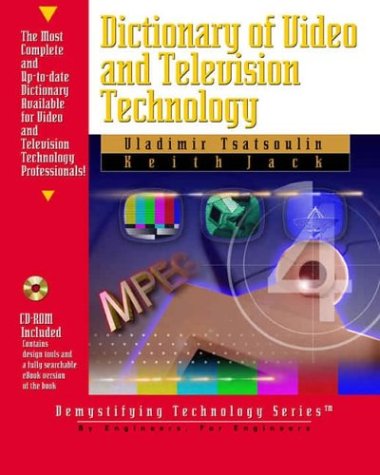 The Most
Complete and
Up-to-date
Dictionary
Available
for Video
and
Television
Technology
Professionals!
CD-ROM
Included
Contains
design tools and
a fully searchable
eBook version
of the book
Dictionary of Video
and Television
Technology
Vladimir Tsatsoulin
Keith Jack
4
MPEG
Demystifying Technology Series™
By Engineers, For Engineers